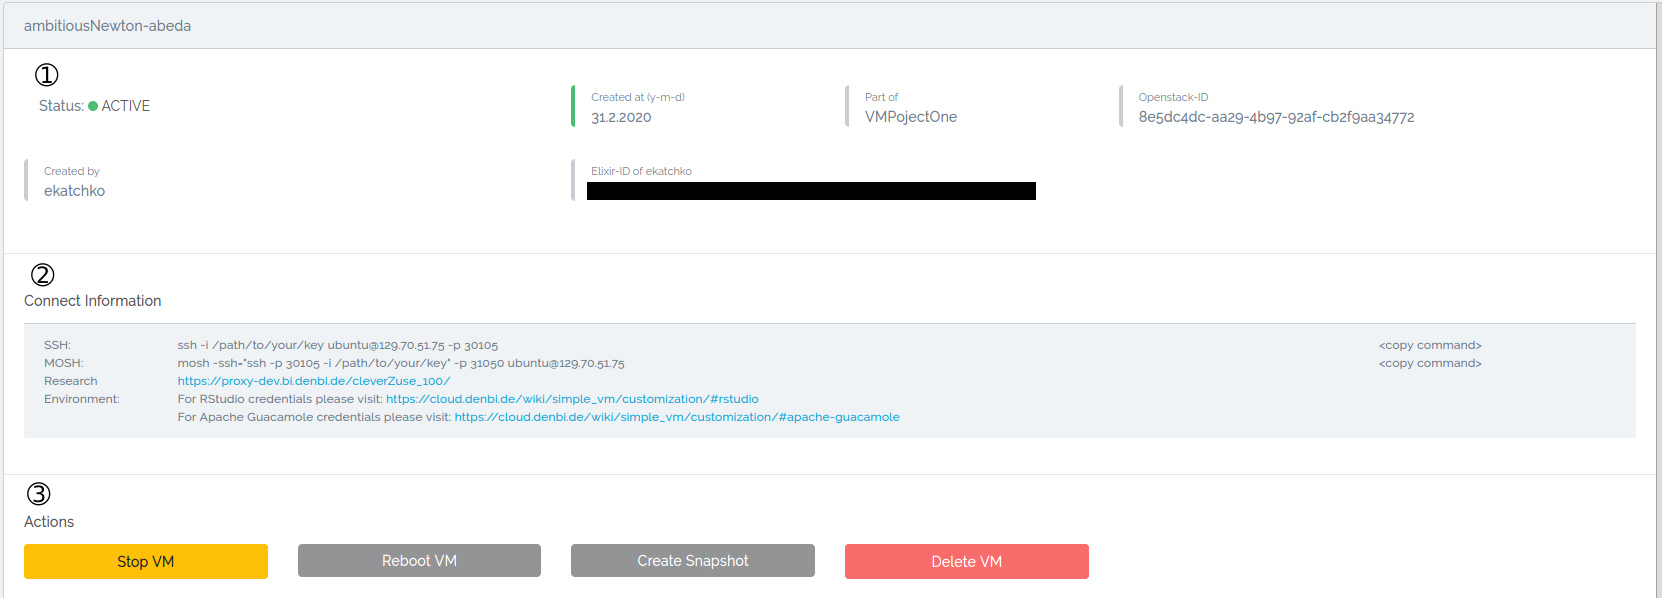 ambitiousNewton-abeda
①
Status: ACTIVE
Created at (y-m-d)
31.2.2020
Part of
VMPojectOne
Openstack-ID
8e5dc4dc-aa29-4b97-92af-cb2f9aa34772
Created by
ekatchko
Elixir-ID of ekatchko
②
Connect Information
SSH: ssh -i /path/to/your/key ubuntu@129.70.51.75 -p 30105 <copy command>
MOSH: mosh -ssh="ssh -p 30105 -i /path/to/your/key" -p 31050 ubuntu@129.70.51.75 <copy command>
Research https://proxy-dev.bi.denbi.de/cleverZuse_100/
Environment: For RStudio credentials please visit: https://cloud.denbi.de/wiki/simple_vm/customization/#rstudio
For Apache Guacamole credentials please visit: https://cloud.denbi.de/wiki/simple_vm/customization/#apache-guacamole
③
Actions
Stop VM
Reboot VM
Create Snapshot
Delete VM